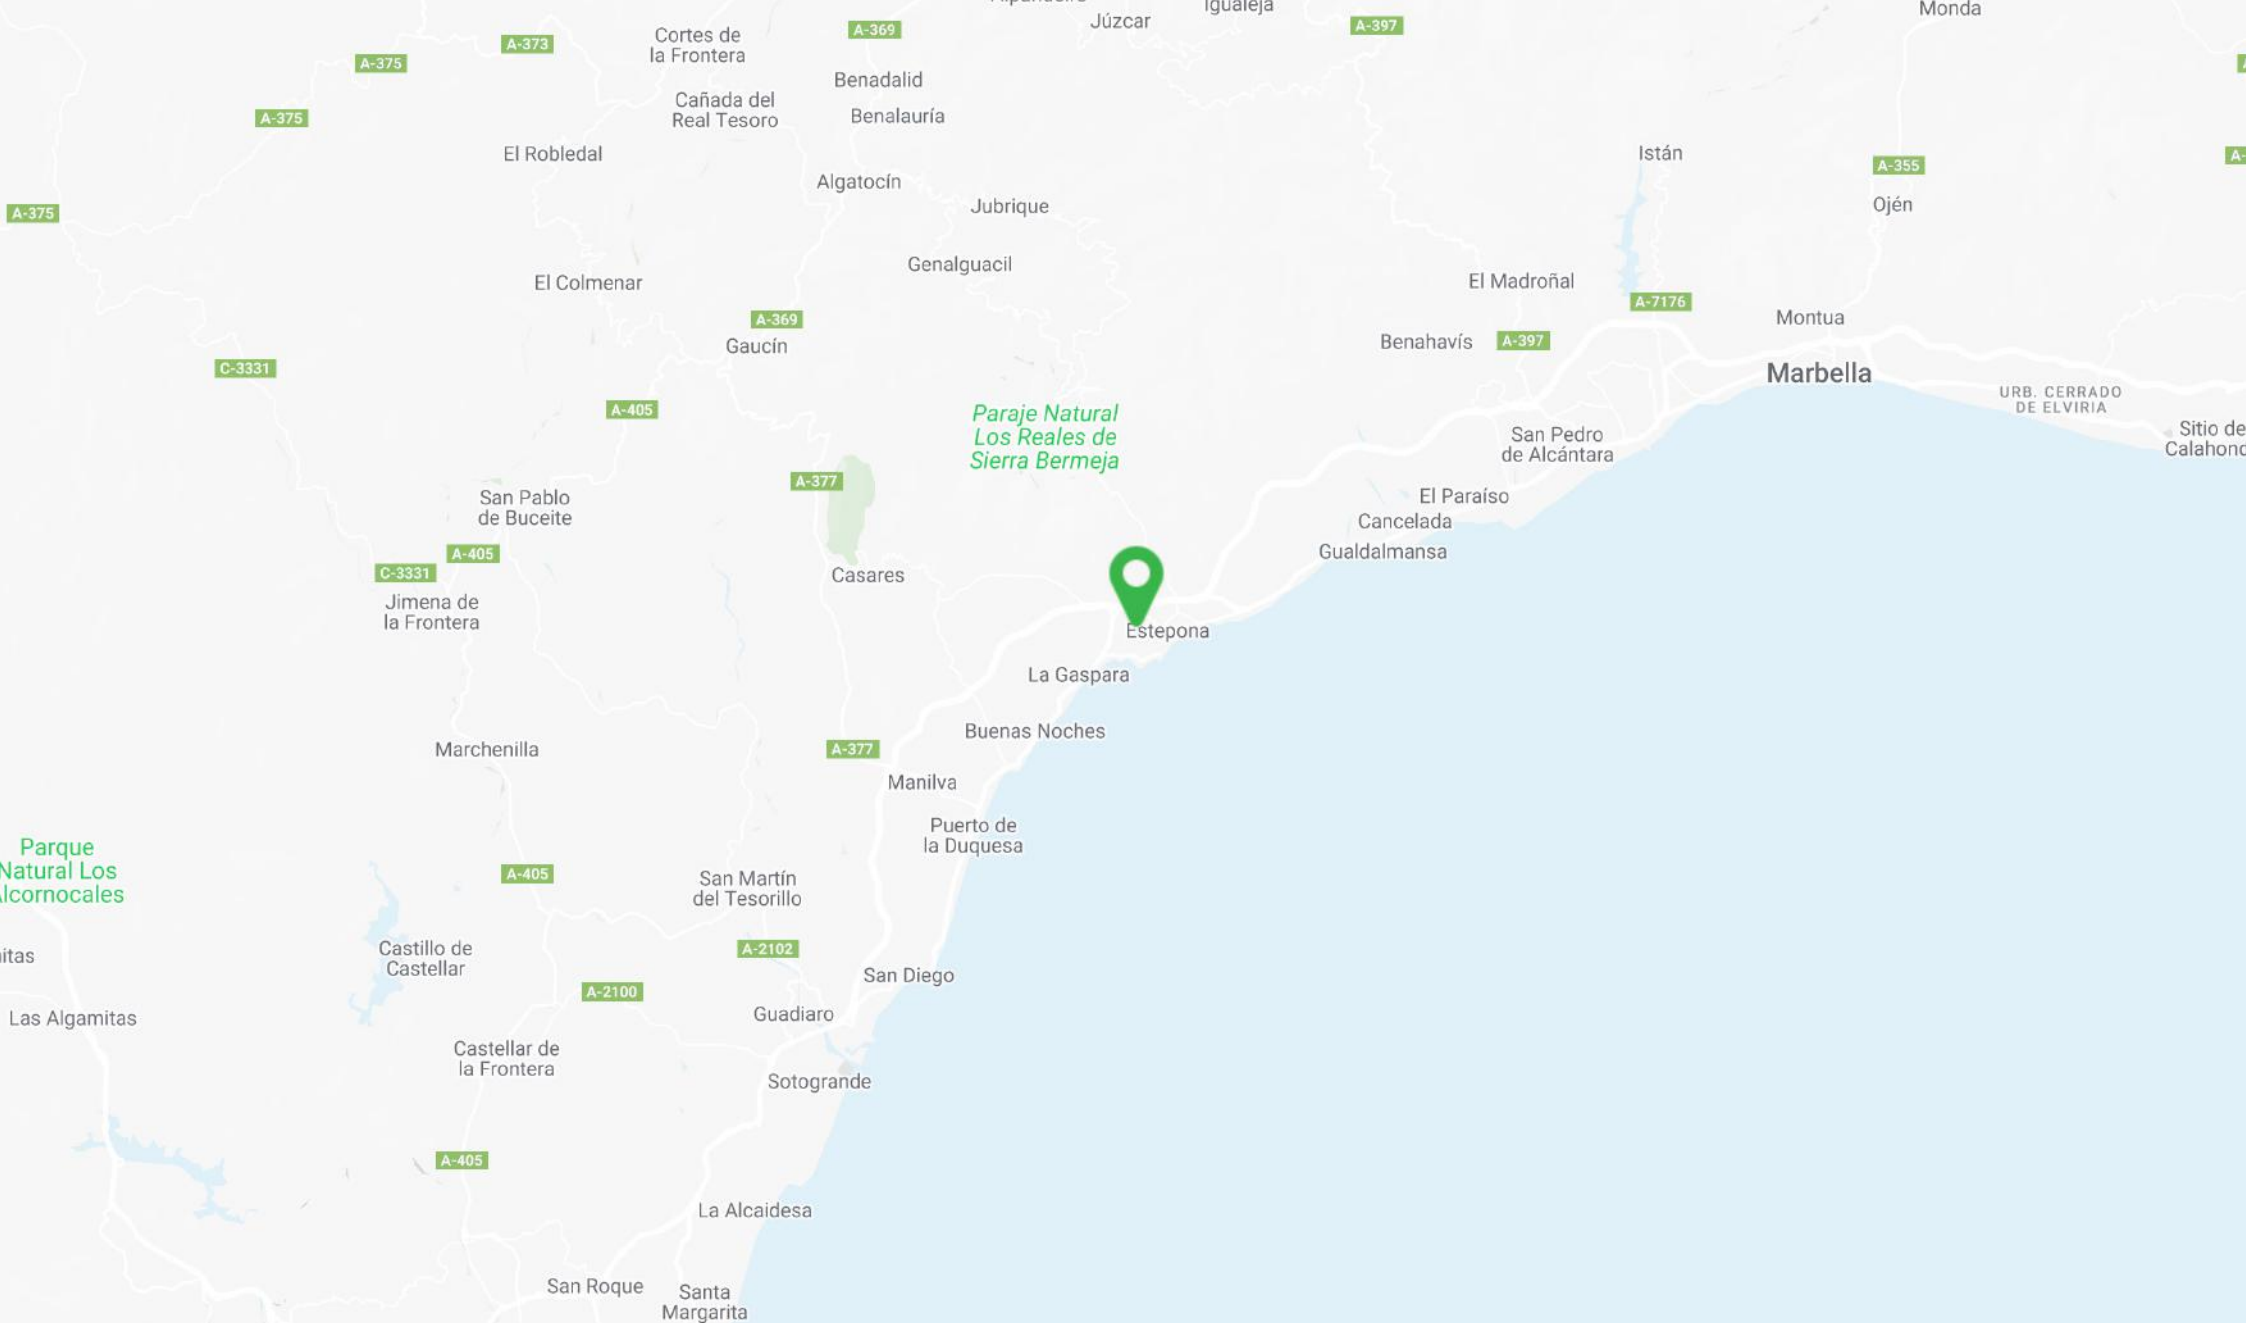 Igualeja
Monda
Júzcar
A-397
A-369
Cortes de
la Frontera
A-373
A-375
Benadalid
Cañada del
Real Tesoro
Benalauría
A-375
El Robledal
Istán
A-355
Algatocín
Ojén
Jubrique
A-375
Genalguacil
El Colmenar
El Madroñal
A-7176
A-369
Montua
Gaucín
Benahavís
A-397
C-3331
Marbella
A-405
URB. CERRADO
DE ELVIRIA
Paraje Natural
Los Reales de
Sierra Bermeja
San Pedro
de Alcántara
Sitio de
A-377
San Pablo
de Buceite
El Paraíso
Cancelada
Gualdalmansa
A-405
C-3331
Casares
Jimena de
la Frontera
Estepona
La Gaspara
Buenas Noches
Marchenilla
A-377
Manilva
Puerto de
la Duquesa
Parque
Natural Los
A-405
San Martín
del Tesorillo
Castillo de
Castellar
A-2102
San Diego
A-2100
Las Algamitas
Guadiaro
Castellar de
la Frontera
Sotogrande
A-405
La Alcaidesa
San Roque
Santa
Margarita